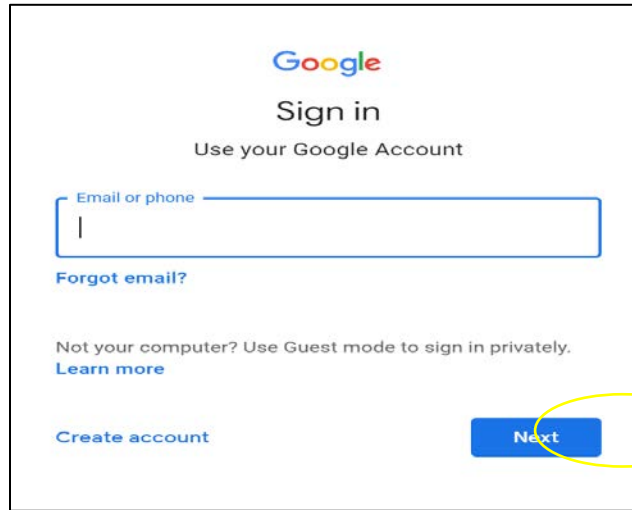 Google
Sign in
Use your Google Account
Email or phone
Forgot email?
Not your computer? Use Guest mode to sign in privately.
Learn more
Create account
Next